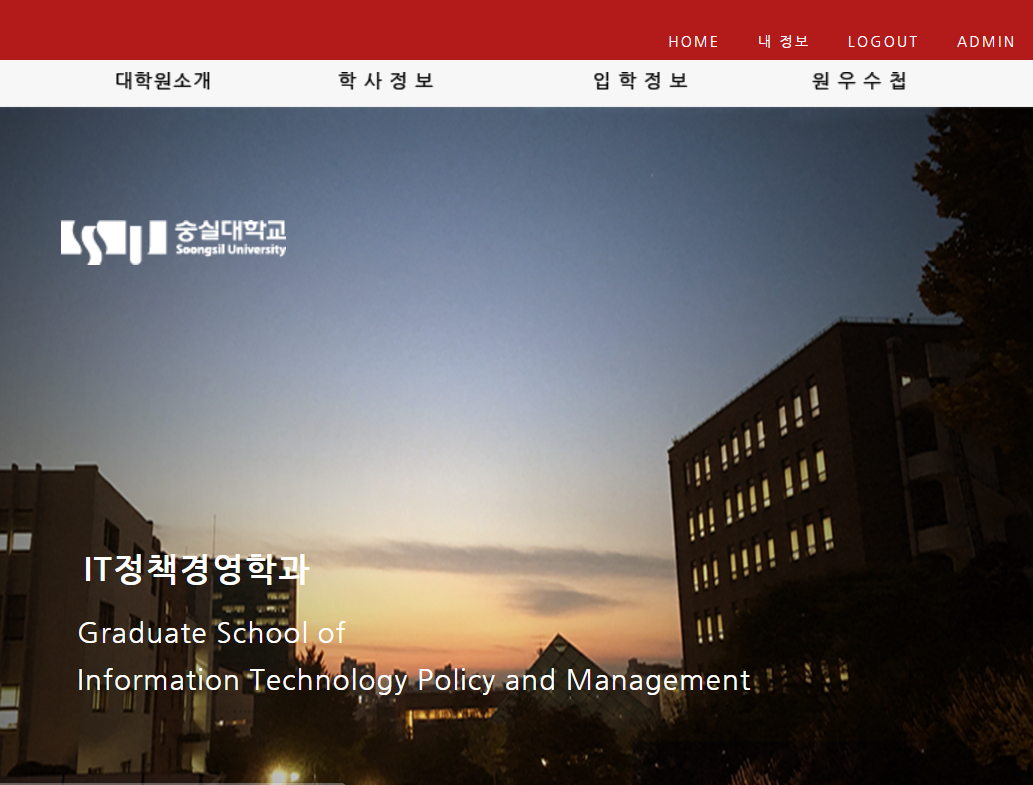 HOME 내 정보 LOGOUT ADMIN
대학원소개 학사정보 입학정보 원우수첩
숭실대학교
Soongsil University
IT정책경영학과
Graduate School of
Information Technology Policy and Management